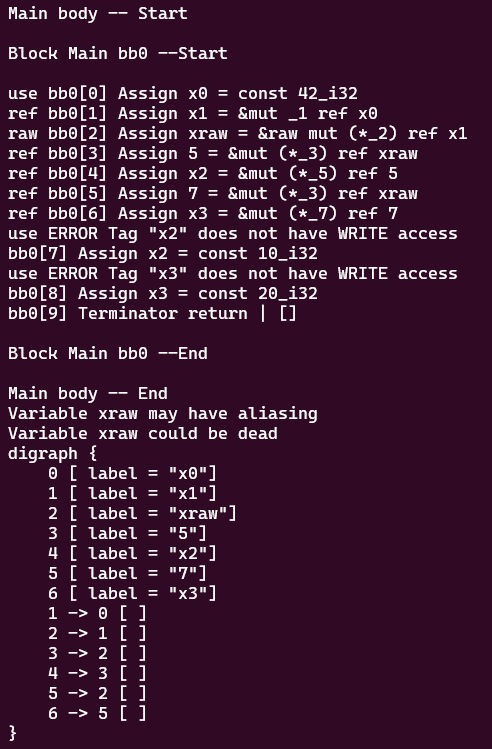 Main body -- Start
Block Main bb0 --Start
use bb0[0] Assign x0 = const 42_i32
ref bb0[1] Assign x1 = &mut _1 ref x0
raw bb0[2] Assign xraw = &raw mut (*_2) ref x1
ref bb0[3] Assign 5 = &mut (*_3) ref xraw
ref bb0[4] Assign x2 = &mut (*_5) ref 5
ref bb0[5] Assign 7 = &mut (*_3) ref xraw
ref bb0[6] Assign x3 = &mut (*_7) ref 7
use ERROR Tag "x2" does not have WRITE access
bb0[7] Assign x2 = const 10_i32
use ERROR Tag "x3" does not have WRITE access
bb0[8] Assign x3 = const 20_i32
bb0[9] Terminator return | []
Block Main bb0 --End
Main body -- End
Variable xraw may have aliasing
Variable xraw could be dead
digraph {
    0 [ label = "x0"]
    1 [ label = "x1"]
    2 [ label = "xraw"]
    3 [ label = "5"]
    4 [ label = "x2"]
    5 [ label = "7"]
    6 [ label = "x3"]
    1 -> 0 [ ]
    2 -> 1 [ ]
    3 -> 2 [ ]
    4 -> 3 [ ]
    5 -> 2 [ ]
    6 -> 5 [ ]
}